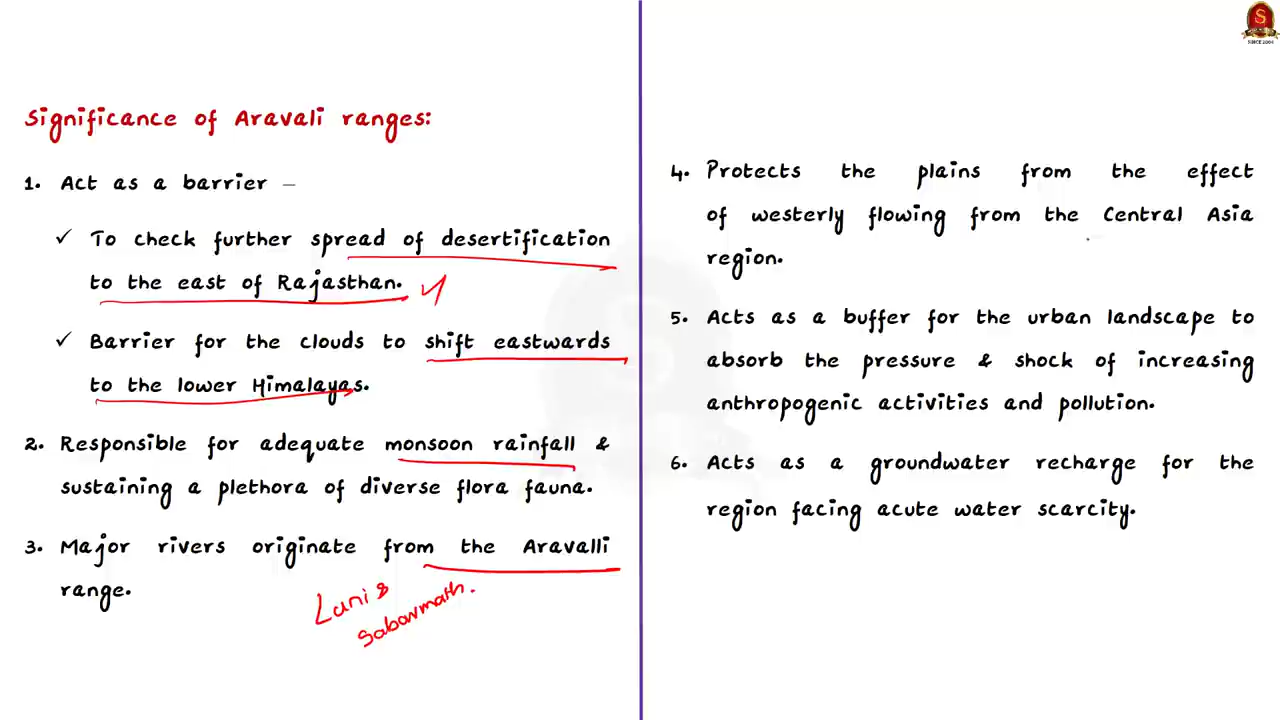 Significance of Aravali ranges:
1. Act as a barrier –
✓ To check further spread of desertification
to the east of Rajasthan.
✓ Barrier for the clouds to shift eastwards
to the lower Himalayas.
2. Responsible for adequate monsoon rainfall &
sustaining a plethora of diverse flora fauna.
3. Major rivers originate from the Aravalli
range.
Luni &
Sabarmath.
4. Protects the plains from the effect
of westerly flowing from the Central Asia
region.
5. Acts as a buffer for the urban landscape to
absorb the pressure & shock of increasing
anthropogenic activities and pollution.
6. Acts as a groundwater recharge for the
region facing acute water scarcity.
S
SINCE 2004